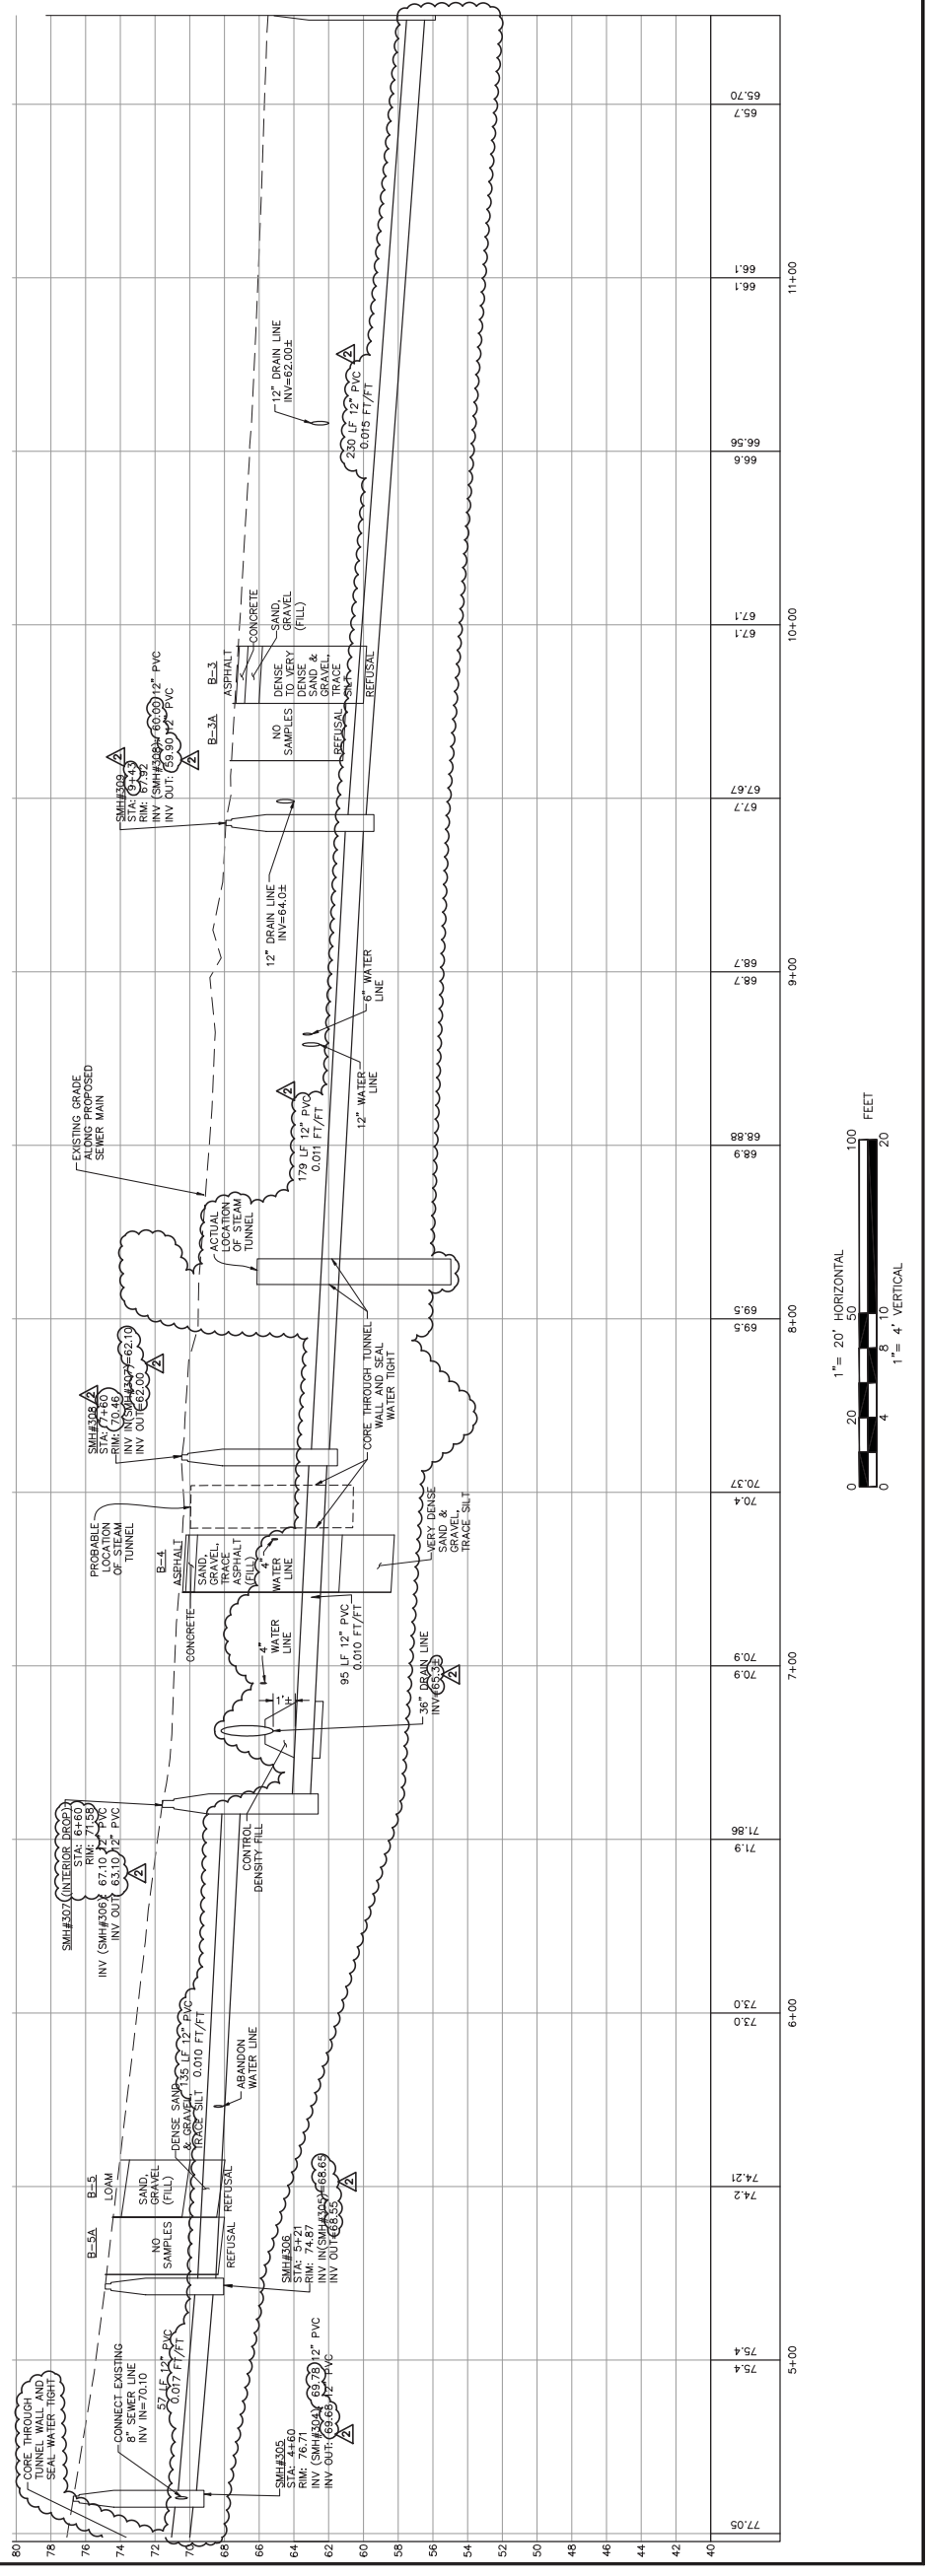 CORE THROUGH
TUNNEL WALL AND
SEAL WATER TIGHT
CONNECT EXISTING
8" SEWER LINE
INV IN=70.10
57 LF 12" PVC
0.017 FT/FT
SMH#305
STA: 4+60
RIM: 76.71
INV (SMH#304): 69.78 12" PVC
INV OUT: 69.68 12" PVC
2
B-5A
NO
SAMPLES
REFUSAL
B-5
LOAM
SAND,
GRAVEL
(FILL)
REFUSAL
SMH#306
STA: 5+21
RIM: 74.87
INV IN(SMH#305)=68.65
INV OUT=68.55
2
DENSE SAND
& GRAVEL,
TRACE SILT
135 LF 12" PVC
0.010 FT/FT
ABANDON
WATER LINE
SMH#307 (INTERIOR DROP)
STA: 6+60
RIM: 71.58
INV (SMH#306): 67.10 12" PVC
INV OUT: 63.10 12" PVC
2
CONTROL
DENSITY FILL
1'±
36" DRAIN LINE
INV=65.3±
2
4"
WATER
LINE
95 LF 12" PVC
0.010 FT/FT
PROBABLE
LOCATION
OF STEAM
TUNNEL
B-4
ASPHALT
CONCRETE
SAND,
GRAVEL,
TRACE
ASPHALT
(FILL)
4"
WATER
LINE
VERY DENSE
SAND &
GRAVEL,
TRACE SILT
SMH#308
2
STA: 7+60
RIM: 70.46
INV IN(SMH#307)=62.10
INV OUT=62.00
2
CORE THROUGH TUNNEL
WALL AND SEAL
WATER TIGHT
ACTUAL
LOCATION
OF STEAM
TUNNEL
EXISTING GRADE
ALONG PROPOSED
SEWER MAIN
179 LF 12" PVC
0.011 FT/FT
2
12" WATER
LINE
6" WATER
LINE
12" DRAIN LINE
INV=64.0±
SMH#309
2
STA: 9+43
RIM: 67.92
INV (SMH#308): 60.00 12" PVC
INV OUT: 59.90 12" PVC
2
B-3A
NO
SAMPLES
REFUSAL
B-3
ASPHALT
CONCRETE
SAND,
GRAVEL
(FILL)
DENSE
TO VERY
DENSE
SAND &
GRAVEL,
TRACE
SILT
REFUSAL
12" DRAIN LINE
INV=62.00±
230 LF 12" PVC
0.015 FT/FT
2
80
78
76
74
72
70
68
66
64
62
60
58
56
54
52
50
48
46
44
42
40
77.05
75.4
75.4
74.2
74.21
73.0
73.0
71.9
71.86
70.9
70.9
70.4
70.37
69.5
69.5
68.9
68.88
68.7
68.7
67.7
67.67
67.1
67.1
66.6
66.56
66.1
66.1
65.7
65.70
5+00
6+00
7+00
8+00
9+00
10+00
11+00
1"= 20' HORIZONTAL
0 20 50 100
FEET
0 4 8 10 20
1"= 4' VERTICAL